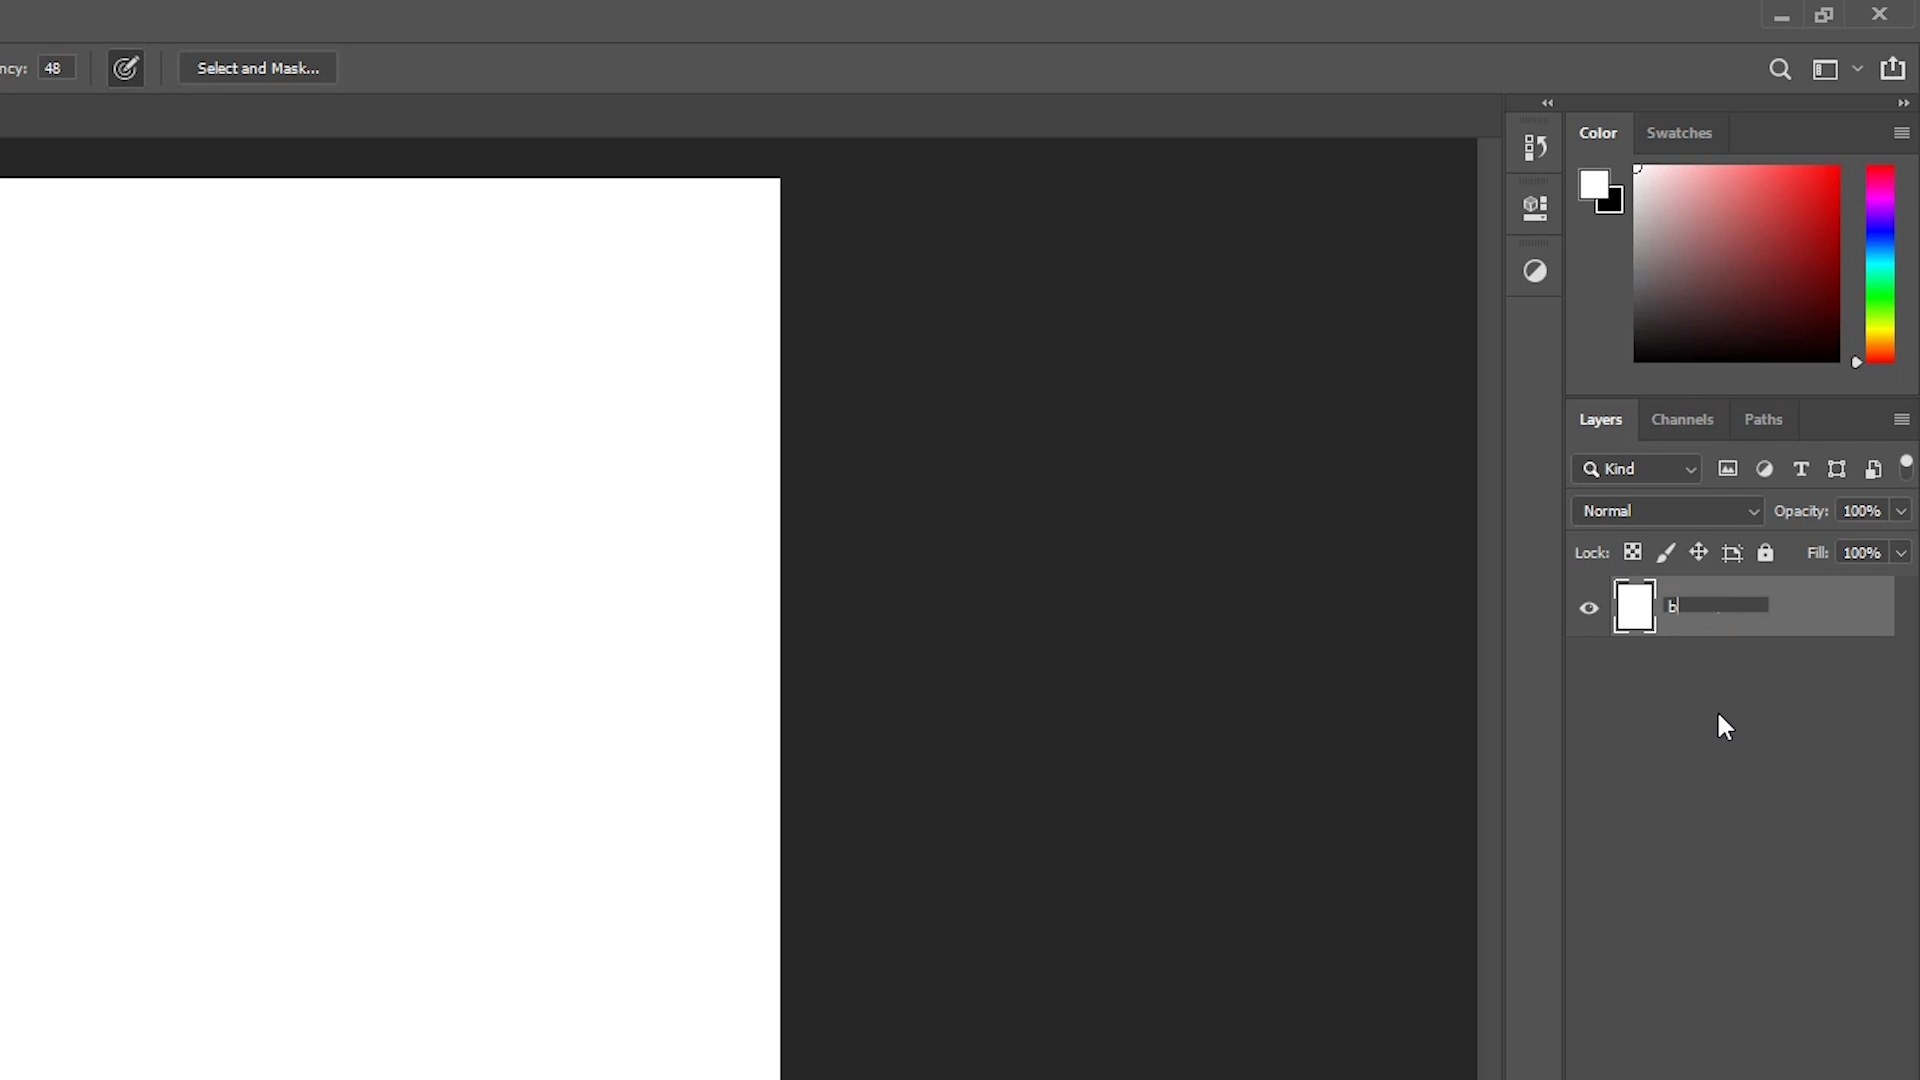 ncy: 48 Select and Mask...
Color Swatches
Layers Channels Paths
Kind
Normal Opacity: 100%
Lock: Fill: 100%
b